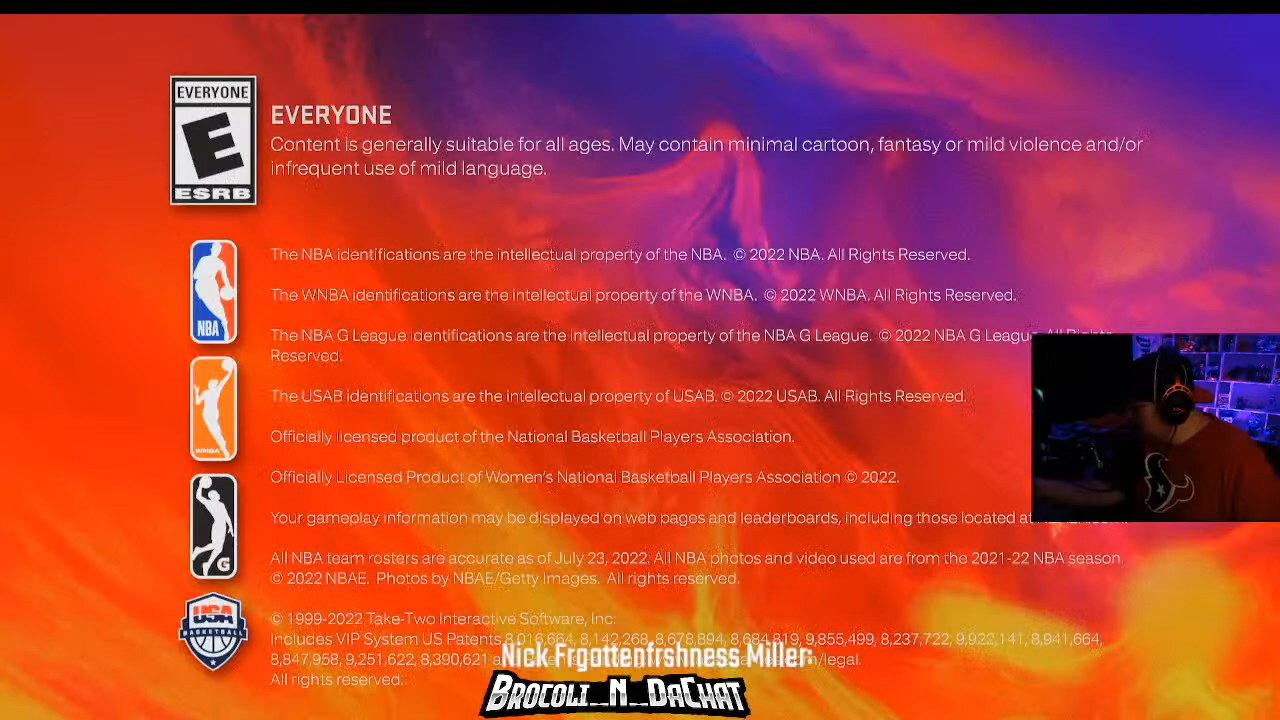 EVERYONE
E
ESRB
EVERYONE
Content is generally suitable for all ages. May contain minimal cartoon, fantasy or mild violence and/or
infrequent use of mild language.
NBA
The NBA identifications are the intellectual property of the NBA. © 2022 NBA. All Rights Reserved.
The WNBA identifications are the intellectual property of the WNBA. © 2022 WNBA. All Rights Reserved.
The NBA G League identifications are the intellectual property of the NBA G League. © 2022 NBA G League. All Rights
Reserved.
WNBA
The USAB identifications are the intellectual property of USAB. © 2022 USAB. All Rights Reserved.
Officially licensed product of the National Basketball Players Association.
Officially Licensed Product of Women's National Basketball Players Association © 2022.
G
Your gameplay information may be displayed on web pages and leaderboards, including those located at
All NBA team rosters are accurate as of July 23, 2022. All NBA photos and video used are from the 2021-22 NBA season.
© 2022 NBAE. Photos by NBAE/Getty Images. All rights reserved.
USA
BASKETBALL
© 1999-2022 Take-Two Interactive Software, Inc.
Includes VIP System US Patents 8,016,664, 8,142,268, 8,678,894, 8,684,819, 9,855,499, 8,237,722, 9,922,141, 8,941,664,
8,847,958, 9,251,622, 8,390,621 /legal.
All rights reserved.
Nick Frgottenfrshness Miller:
BROCOLI_N_DACHAT